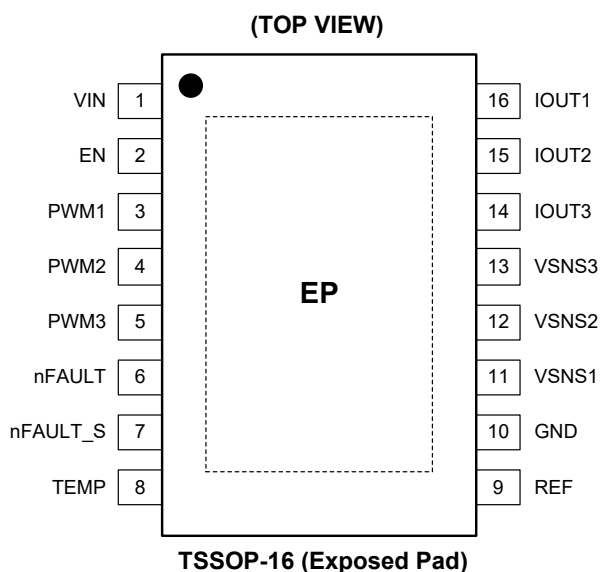 (TOP VIEW)
VIN 1 16 IOUT1
EN 2 15 IOUT2
PWM1 3 14 IOUT3
PWM2 4 13 VSNS3
EP
PWM3 5 12 VSNS2
nFAULT 6 11 VSNS1
nFAULT_S 7 10 GND
TEMP 8 9 REF
TSSOP-16 (Exposed Pad)